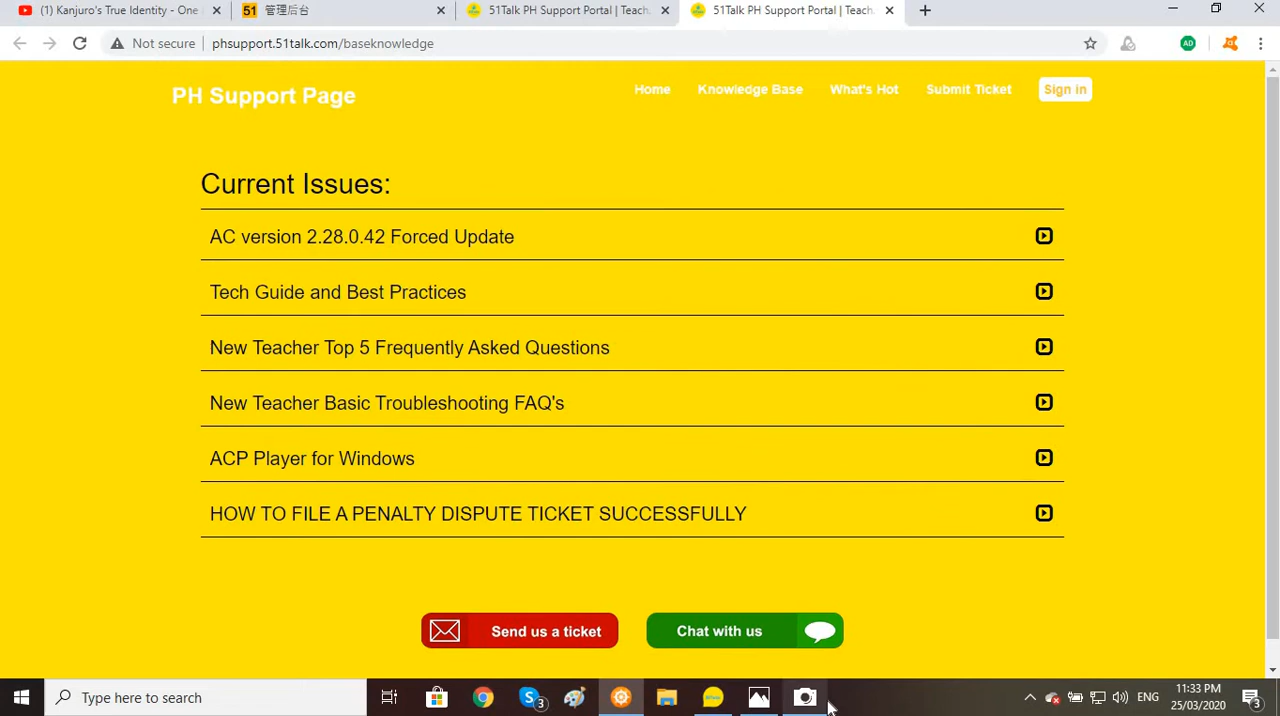 (1) Kanjuro's True Identity - One
51 管理后台
51Talk PH Support Portal | Teach
51Talk PH Support Portal | Teach
Not secure
phsupport.51talk.com/baseknowledge
AD
PH Support Page
Home
Knowledge Base
What's Hot
Submit Ticket
Sign in
Current Issues:
AC version 2.28.0.42 Forced Update
Tech Guide and Best Practices
New Teacher Top 5 Frequently Asked Questions
New Teacher Basic Troubleshooting FAQ's
ACP Player for Windows
HOW TO FILE A PENALTY DISPUTE TICKET SUCCESSFULLY
Send us a ticket
Chat with us
Type here to search
3
ENG
11:33 PM
25/03/2020
3